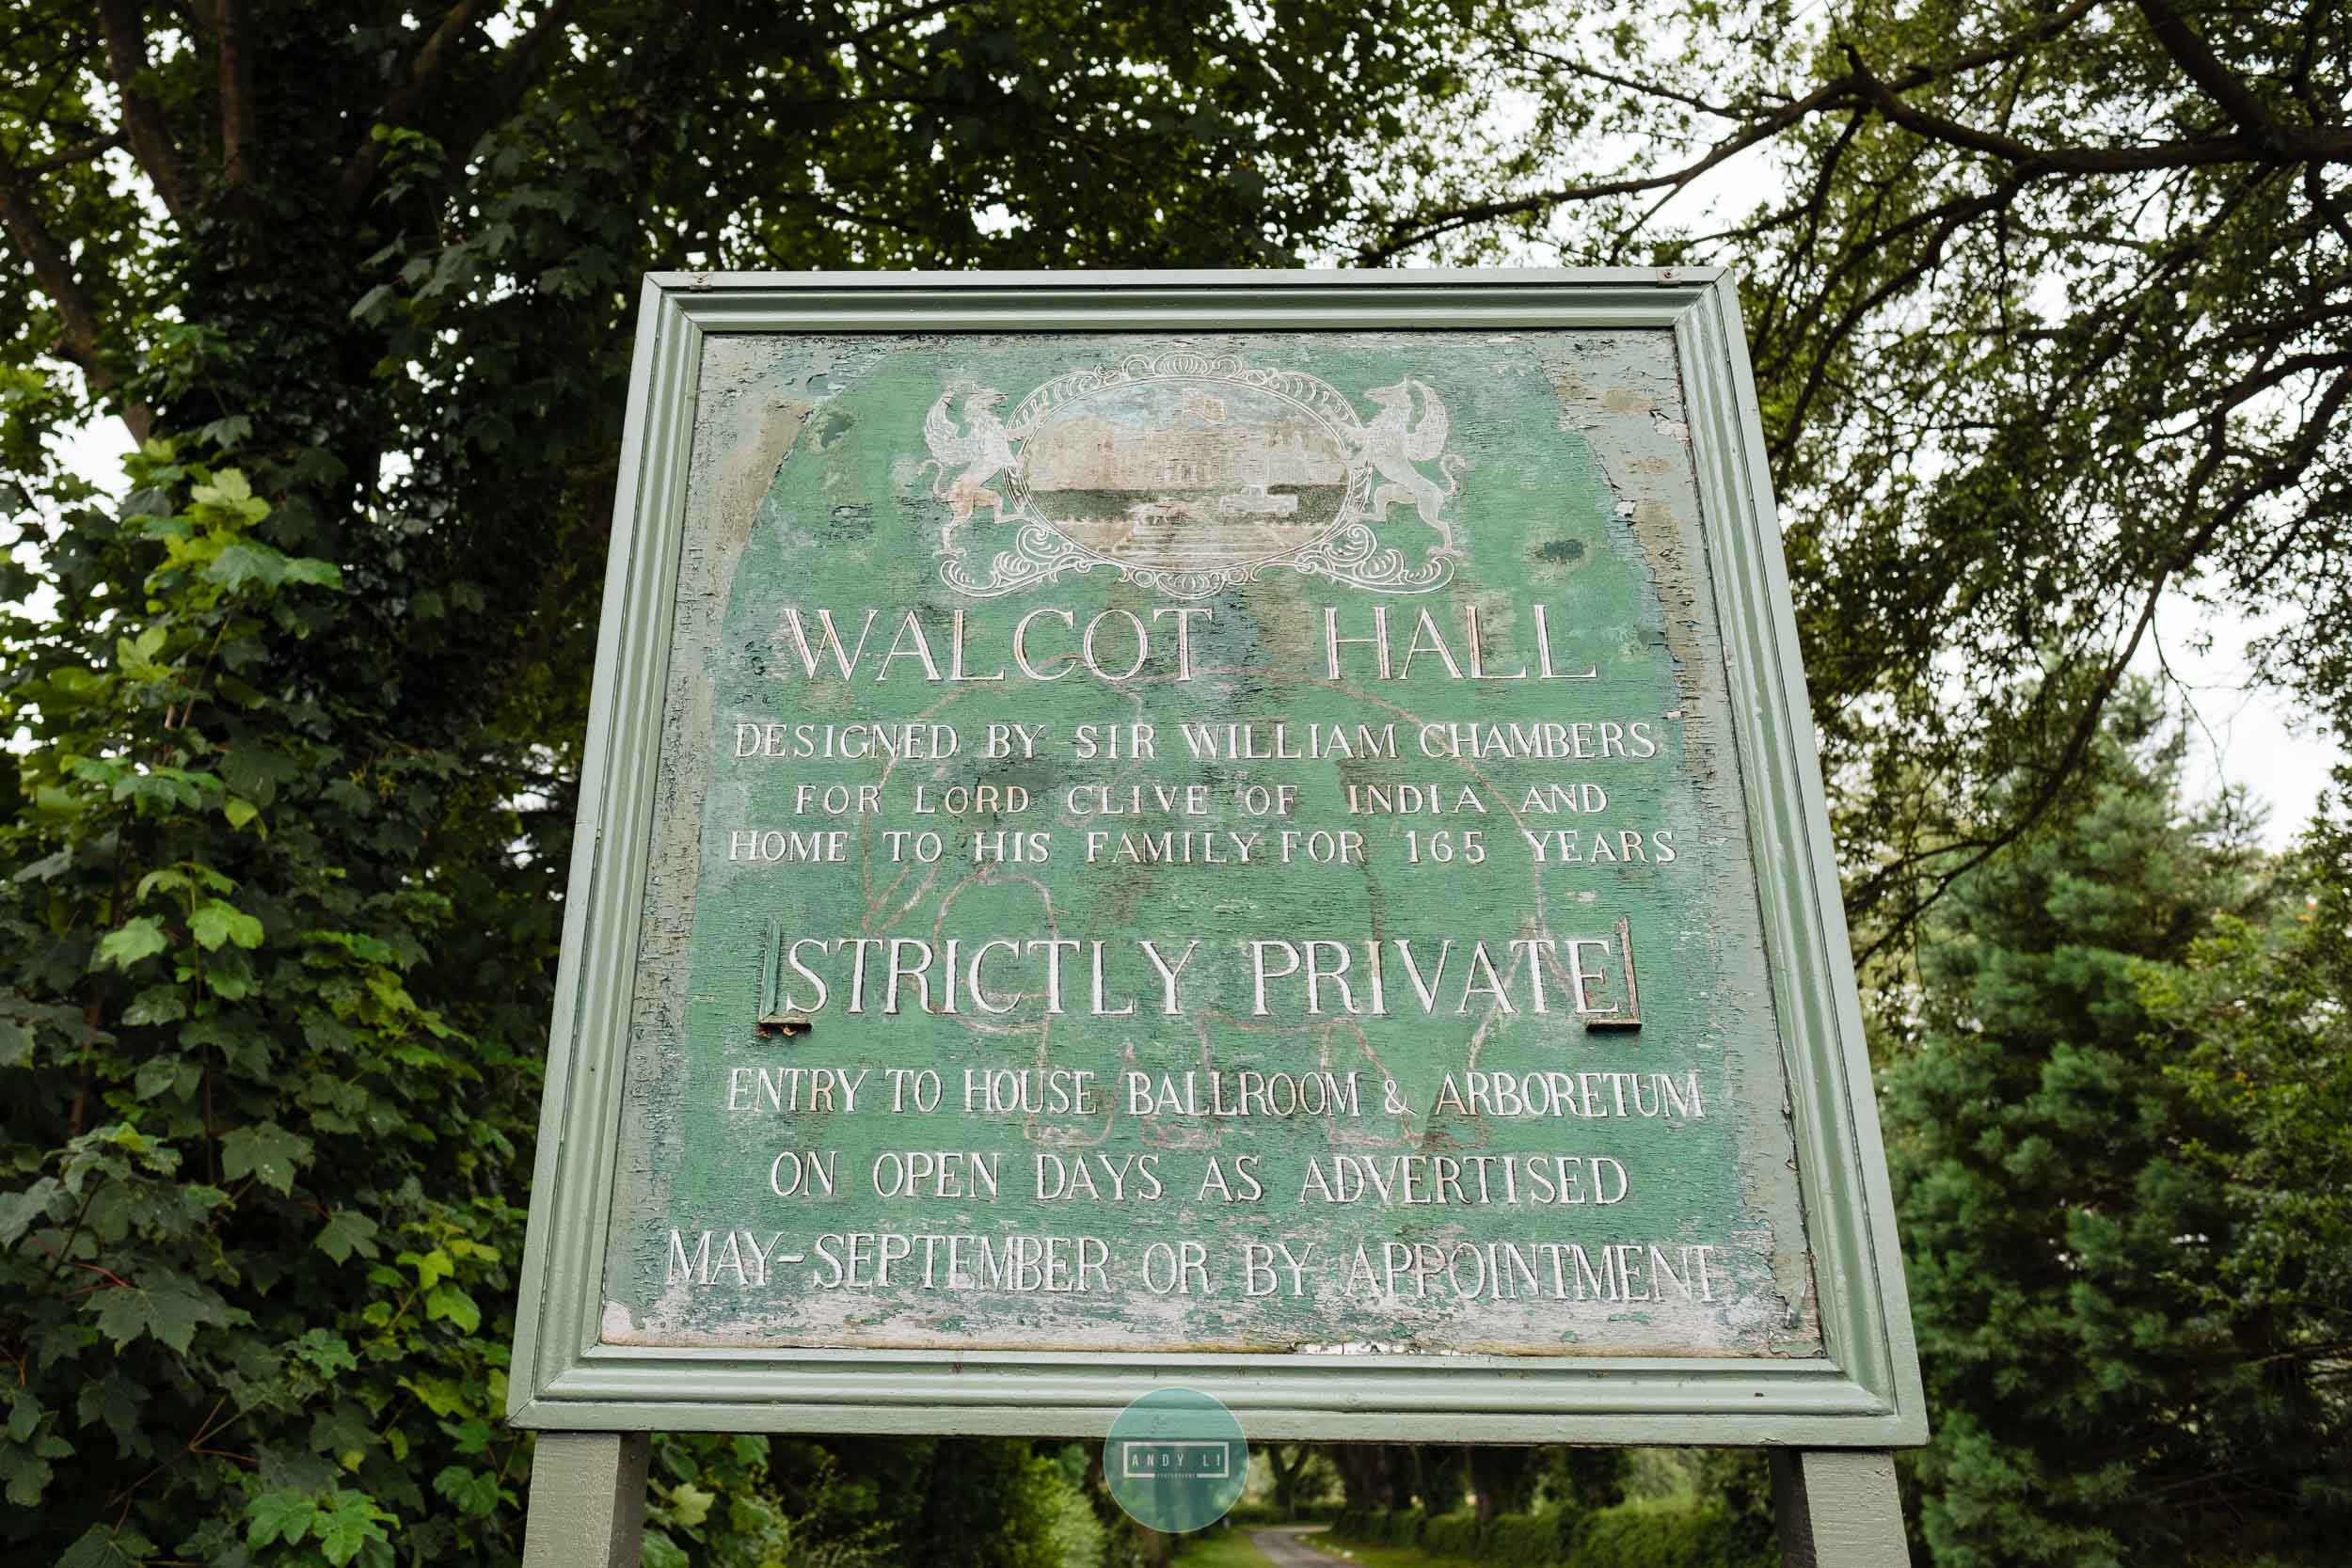 WALCOT HALL
DESIGNED BY SIR WILLIAM CHAMBERS
FOR LORD CLIVE OF INDIA AND
HOME TO HIS FAMILY FOR 165 YEARS
STRICTLY PRIVATE
ENTRY TO HOUSE BALLROOM & ARBORETUM
ON OPEN DAYS AS ADVERTISED
MAY-SEPTEMBER OR BY APPOINTMENT
ANDY LI